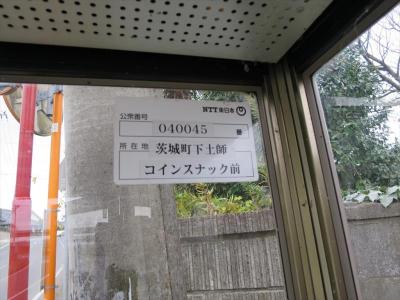 公衆番号 NTT東日本
040045 番
所在地 茨城町下土師
コインスナック前